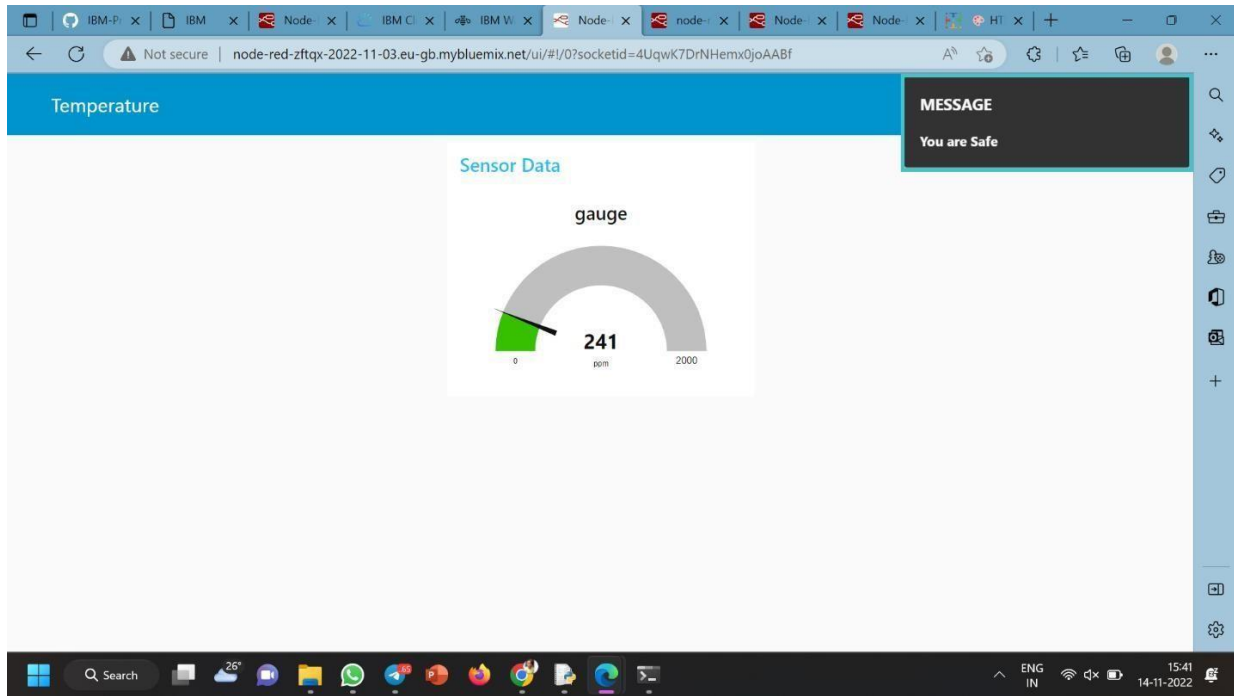 IBM-P
IBM
Node-
IBM Cl
IBM W
Node-
node-r
Node-
Node-
HT
Not secure
node-red-zftqx-2022-11-03.eu-gb.mybluemix.net/ui/#!/0?socketid=4UqwK7DrNHemx0joAABf
Temperature
MESSAGE
You are Safe
Sensor Data
gauge
241
ppm
0
2000
Search
26°
65
ENG
IN
15:41
14-11-2022